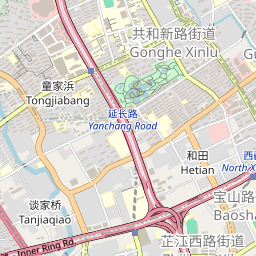 共和新路街道
Gonghe Xinlu
童家浜
Tongjiabang
延长路
Yanchang Road
和田
Hetian
西藏
North X
宝山路
Baosha
谈家桥
Tanjiaqiao
Inner Ring Rd
芷江西路街道